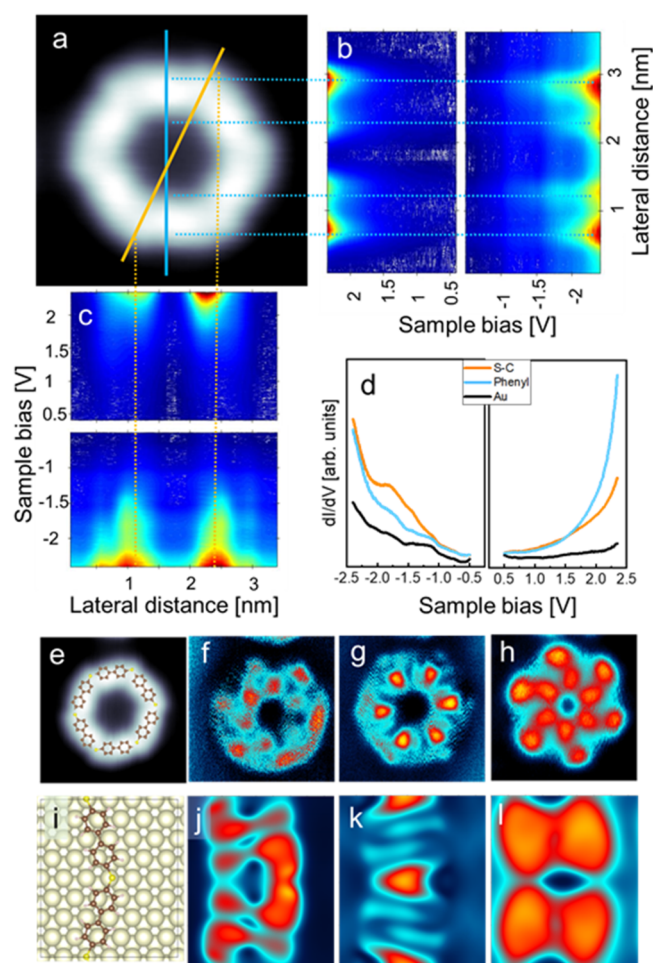 a
b
3
2
1
Lateral distance [nm]
2 1.5 1 0.5 -1 -1.5 -2
Sample bias [V]
c
2
1.5
1
0.5
-1
-2
Sample bias [V]
1 2 3
Lateral distance [nm]
d
S-C
Phenyl
Au
dI/dV [arb. units]
-2.5 -2.0 -1.5 -1.0 -0.5 0.5 1.0 1.5 2.0 2.5
Sample bias [V]
e f g h
i j k l